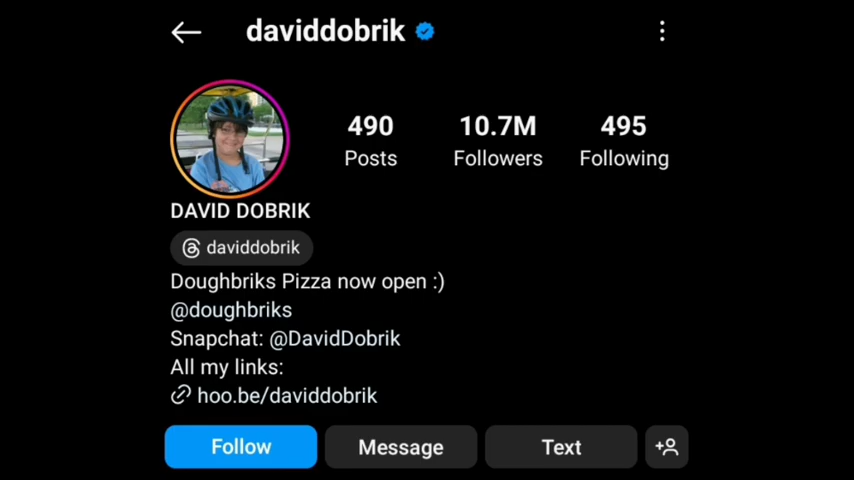 daviddobrik
490 10.7M 495
Posts Followers Following
DAVID DOBRIK
daviddobrik
Doughbriks Pizza now open :)
@doughbriks
Snapchat: @DavidDobrik
All my links:
hoo.be/daviddobrik
Follow Message Text